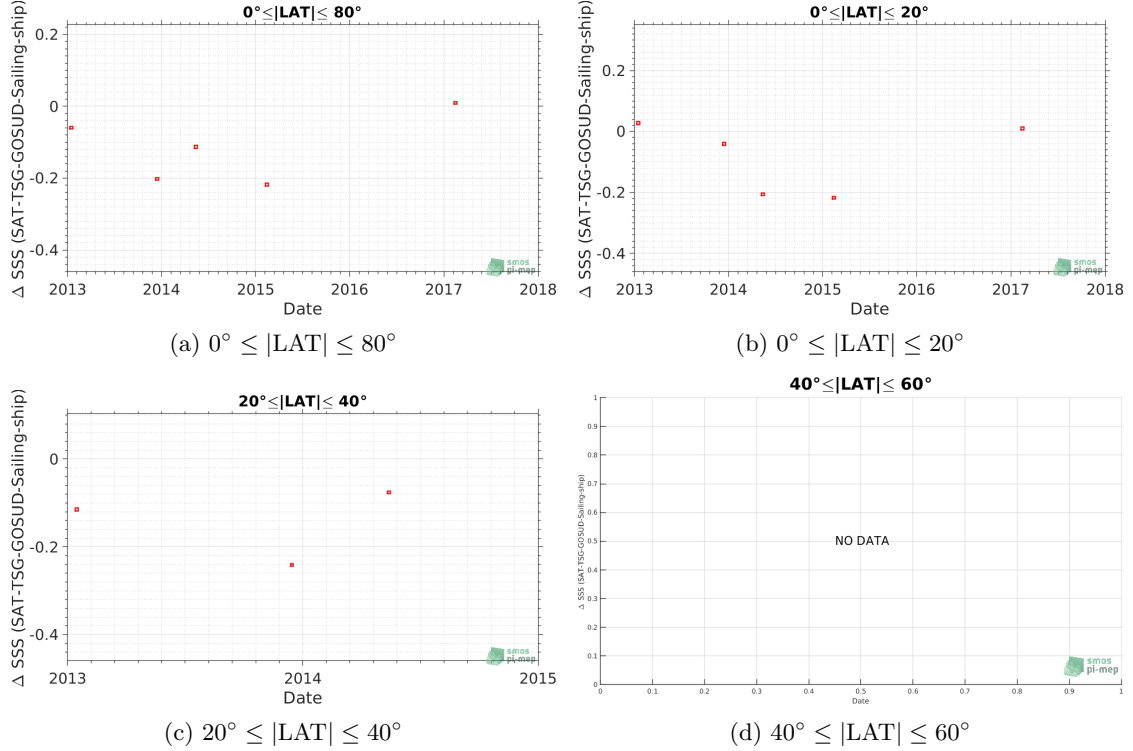 0°≤|LAT|≤ 80°
Δ SSS (SAT-TSG-GOSUD-Sailing-ship)
0.2
0
-0.2
-0.4
2013 2014 2015 2016 2017 2018
Date
smos
pi-mep
(a) 0° ≤ |LAT| ≤ 80°
0°≤|LAT|≤ 20°
Δ SSS (SAT-TSG-GOSUD-Sailing-ship)
0.2
0
-0.2
-0.4
2013 2014 2015 2016 2017 2018
Date
smos
pi-mep
(b) 0° ≤ |LAT| ≤ 20°
20°≤|LAT|≤ 40°
Δ SSS (SAT-TSG-GOSUD-Sailing-ship)
0
-0.2
-0.4
2013 2014 2015
Date
smos
pi-mep
(c) 20° ≤ |LAT| ≤ 40°
40°≤|LAT|≤ 60°
Δ SSS (SAT-TSG-GOSUD-Sailing-ship)
1
0.9
0.8
0.7
0.6
0.5
0.4
0.3
0.2
0.1
0
NO DATA
0 0.1 0.2 0.3 0.4 0.5 0.6 0.7 0.8 0.9 1
Date
smos
pi-mep
(d) 40° ≤ |LAT| ≤ 60°